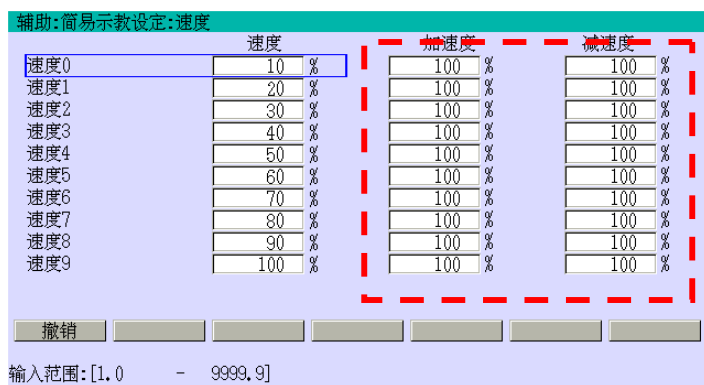 辅助:简易示教设定:速度
速度 加速度 减速度
速度0 10 % 100 % 100 %
速度1 20 % 100 % 100 %
速度2 30 % 100 % 100 %
速度3 40 % 100 % 100 %
速度4 50 % 100 % 100 %
速度5 60 % 100 % 100 %
速度6 70 % 100 % 100 %
速度7 80 % 100 % 100 %
速度8 90 % 100 % 100 %
速度9 100 % 100 % 100 %
撤销
输入范围:[1.0 - 9999.9]